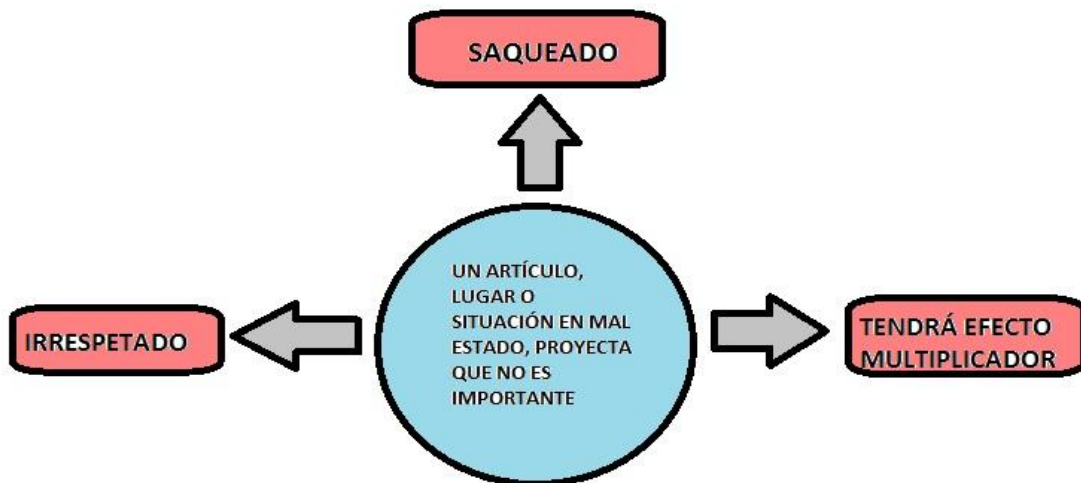 SAQUEADO
UN ARTÍCULO,
LUGAR O
SITUACIÓN EN MAL
ESTADO, PROYECTA
QUE NO ES
IMPORTANTE
IRRESPETADO
TENDRÁ EFECTO
MULTIPLICADOR